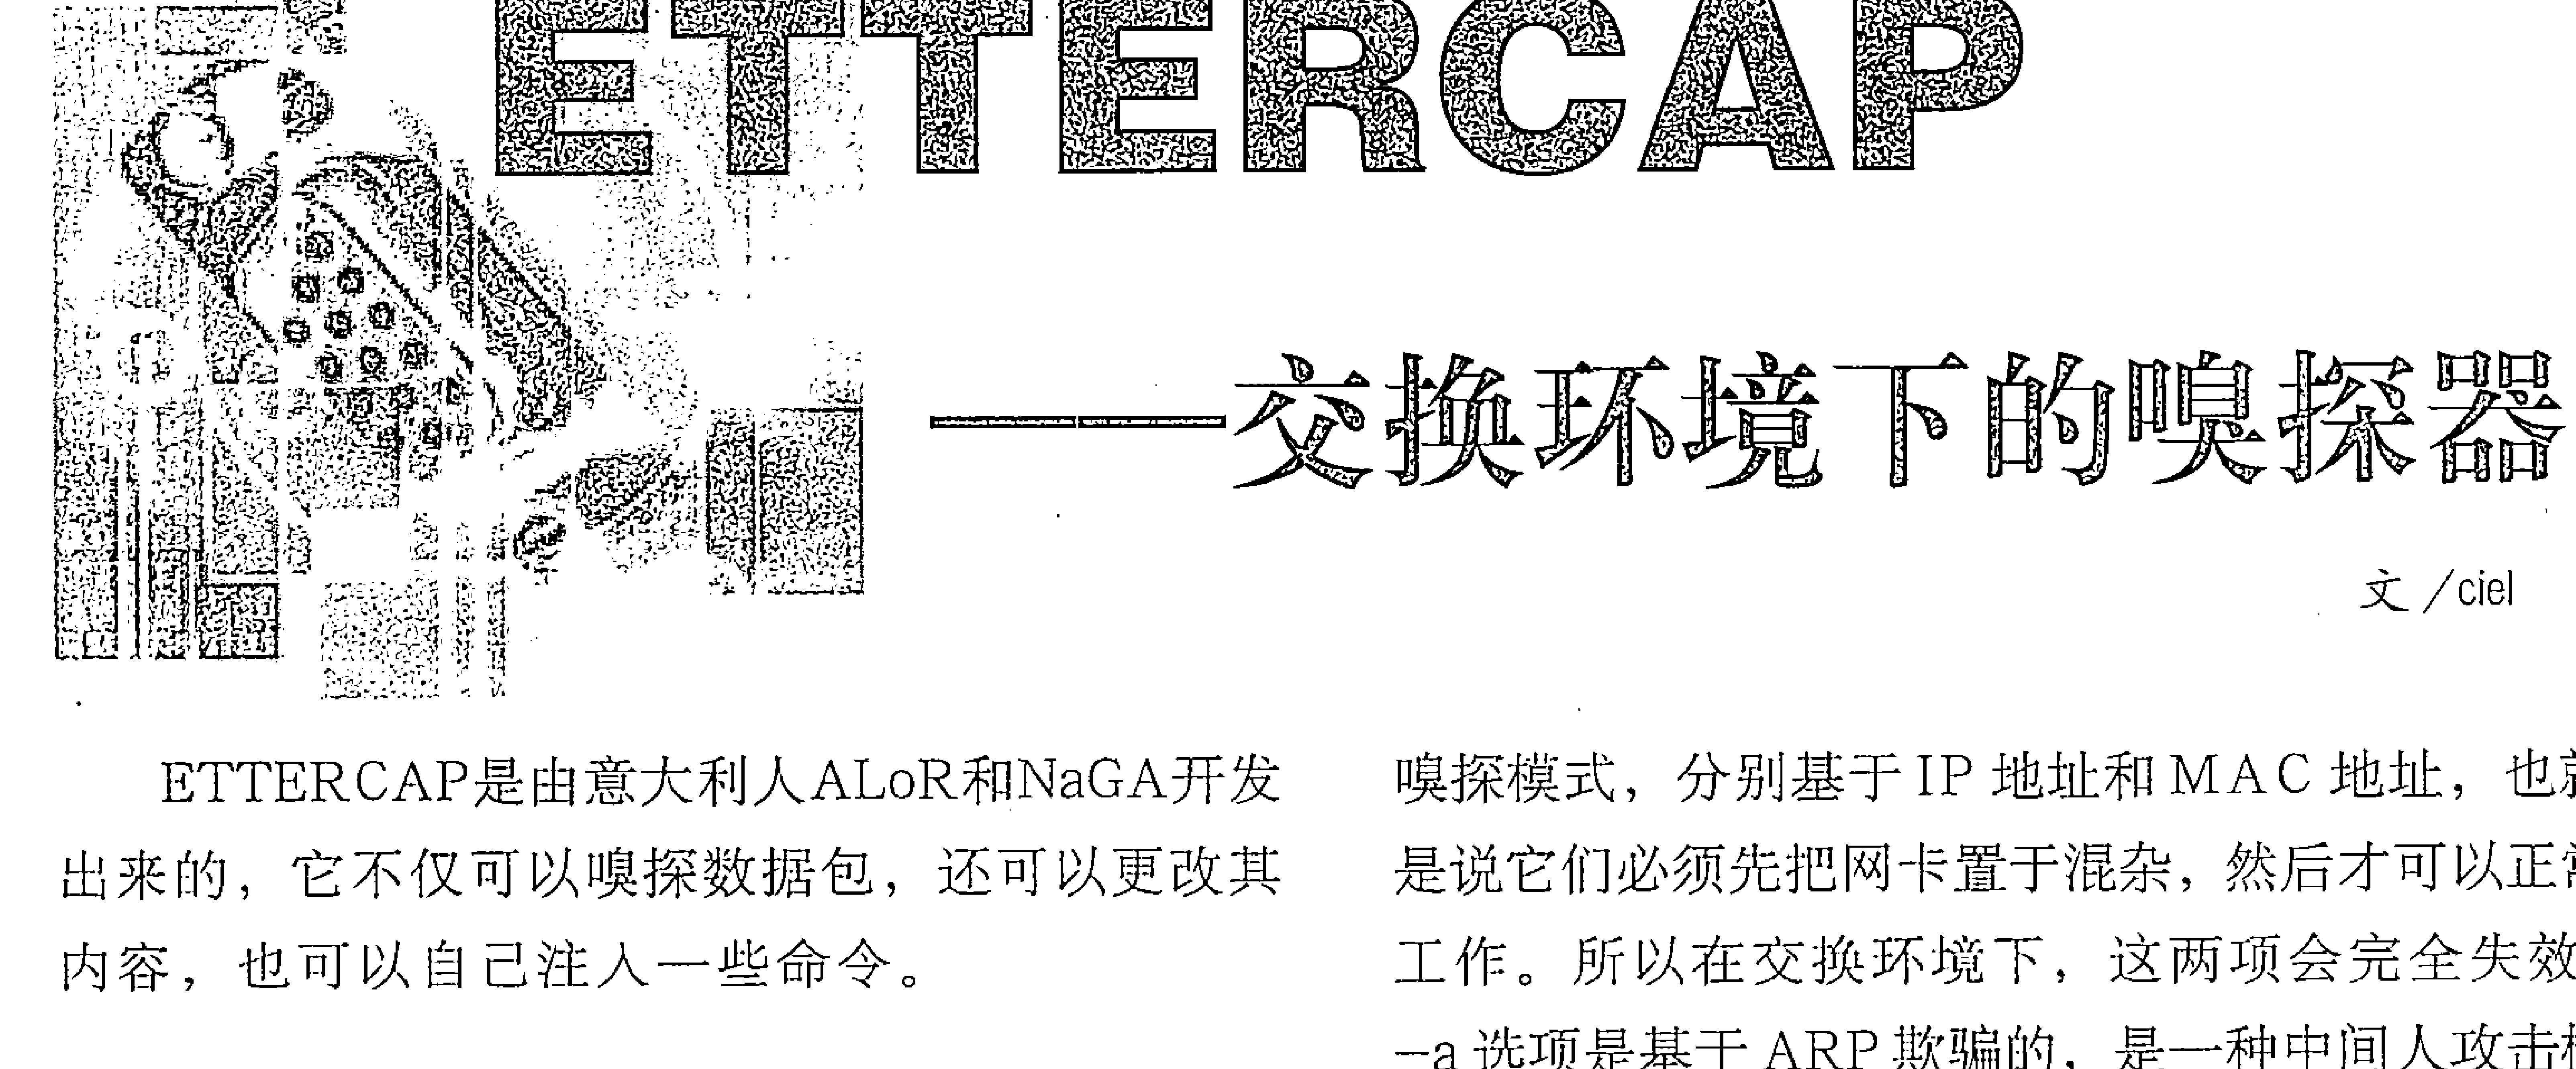 ETTERCAP
——交换环境下的嗅探器
文/ciel
ETTERCAP是由意大利人ALoR和NaGA开发
出来的，它不仅可以嗅探数据包，还可以更改其
内容，也可以自己注入一些命令。
嗅探模式，分别基于IP地址和MAC地址，也
是说它们必须先把网卡置于混杂，然后才可以正
工作。所以在交换环境下，这两项会完全失效
-a选项是基于ARP欺骗的，是一种中间人攻击